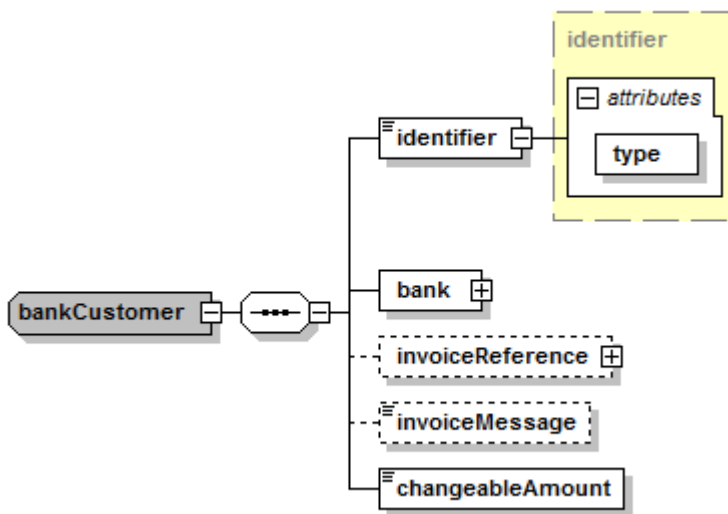 identifier
attributes
identifier
type
bank
bankCustomer
invoiceReference
invoiceMessage
changeableAmount